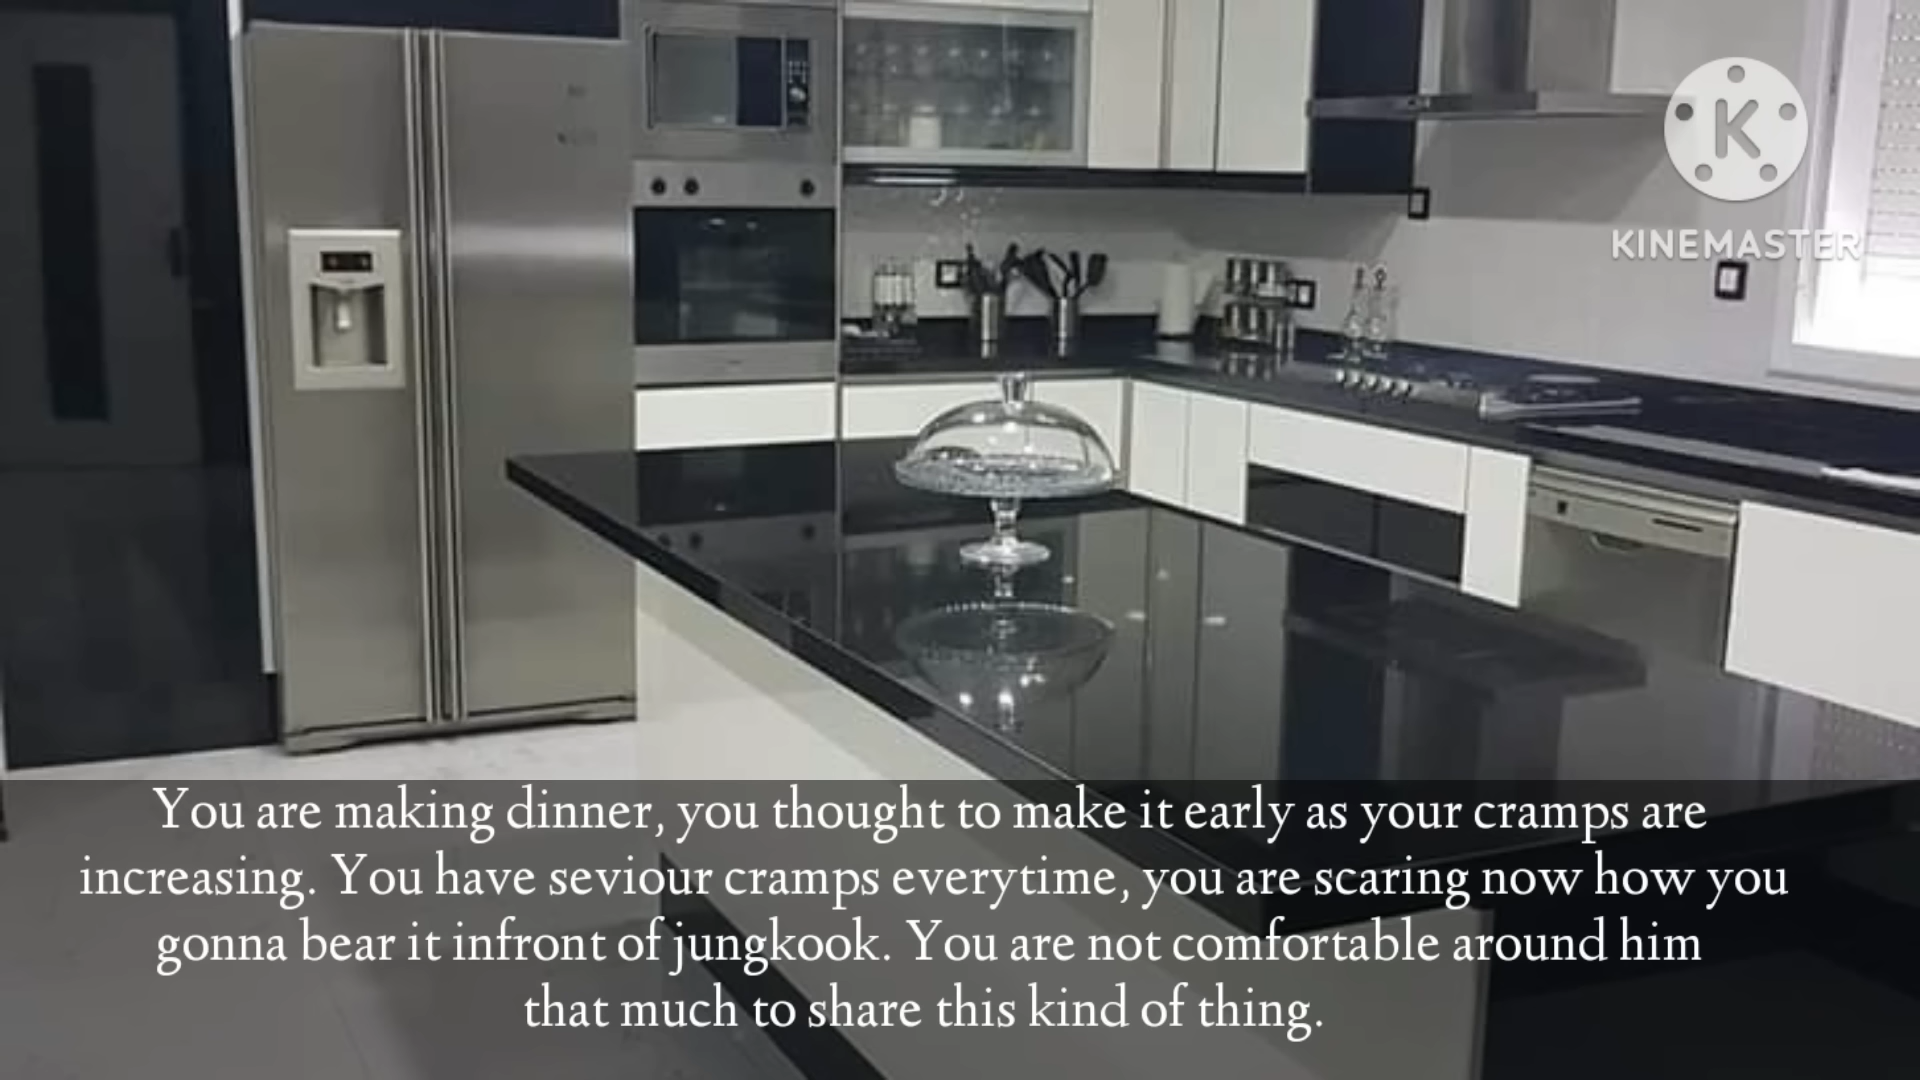 K
KINEMASTER
You are making dinner, you thought to make it early as your cramps are
increasing. You have seviour cramps everytime, you are scaring now how you
gonna bear it infront of jungkook. You are not comfortable around him
that much to share this kind of thing.